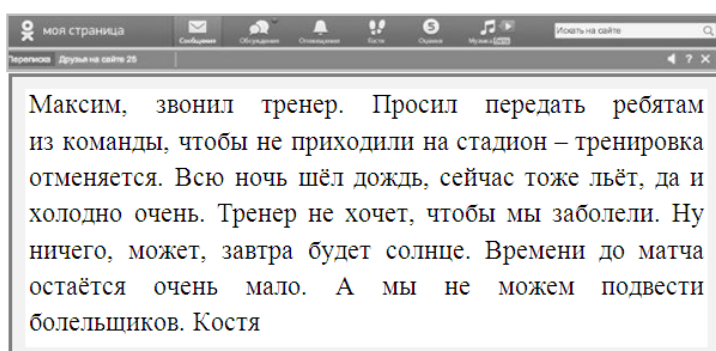 моя страница
Сообщения Обсуждения Оповещения Гости Оценки Музыка
Искать на сайте
Переписка Друзья на сайте 26
? X
Максим, звонил тренер. Просил передать ребятам
из команды, чтобы не приходили на стадион – тренировка
отменяется. Всю ночь шёл дождь, сейчас тоже льёт, да и
холодно очень. Тренер не хочет, чтобы мы заболели. Ну
ничего, может, завтра будет солнце. Времени до матча
остаётся очень мало. А мы не можем подвести
болельщиков. Костя